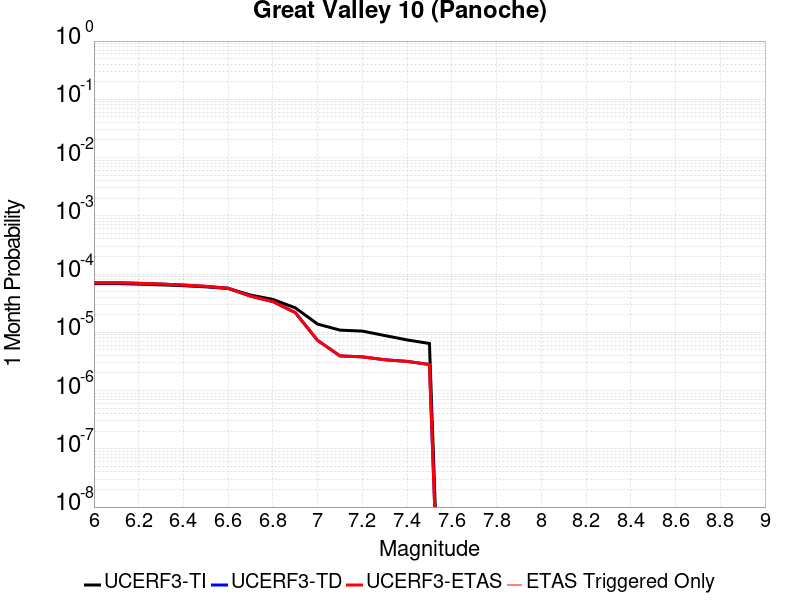 Great Valley 10 (Panoche)
1 Month Probability
10^0
10^-1
10^-2
10^-3
10^-4
10^-5
10^-6
10^-7
10^-8
6 6.2 6.4 6.6 6.8 7 7.2 7.4 7.6 7.8 8 8.2 8.4 8.6 8.8 9
Magnitude
UCERF3-TI UCERF3-TD UCERF3-ETAS ETAS Triggered Only